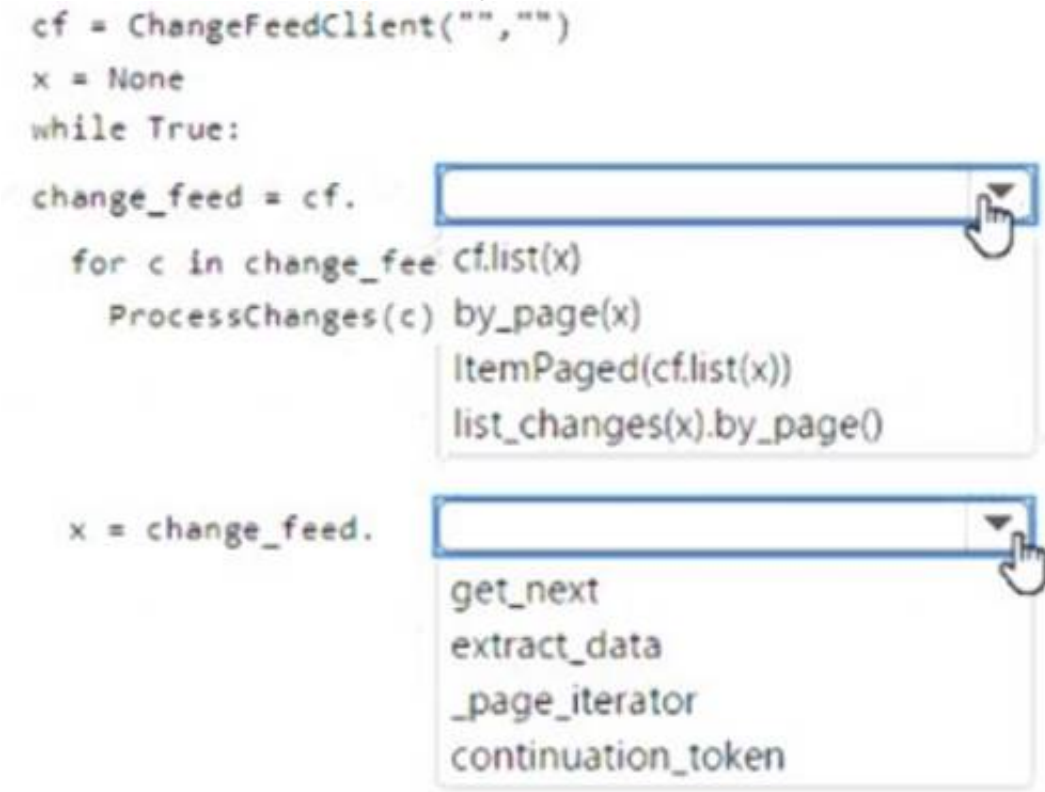 cf = ChangeFeedClient("","")
x = None
while True:
change_feed = cf.
for c in change_fee cf.list(x)
ProcessChanges(c) by_page(x)
ItemPaged(cf.list(x))
list_changes(x).by_page()
x = change_feed.
get_next
extract_data
_page_iterator
continuation_token